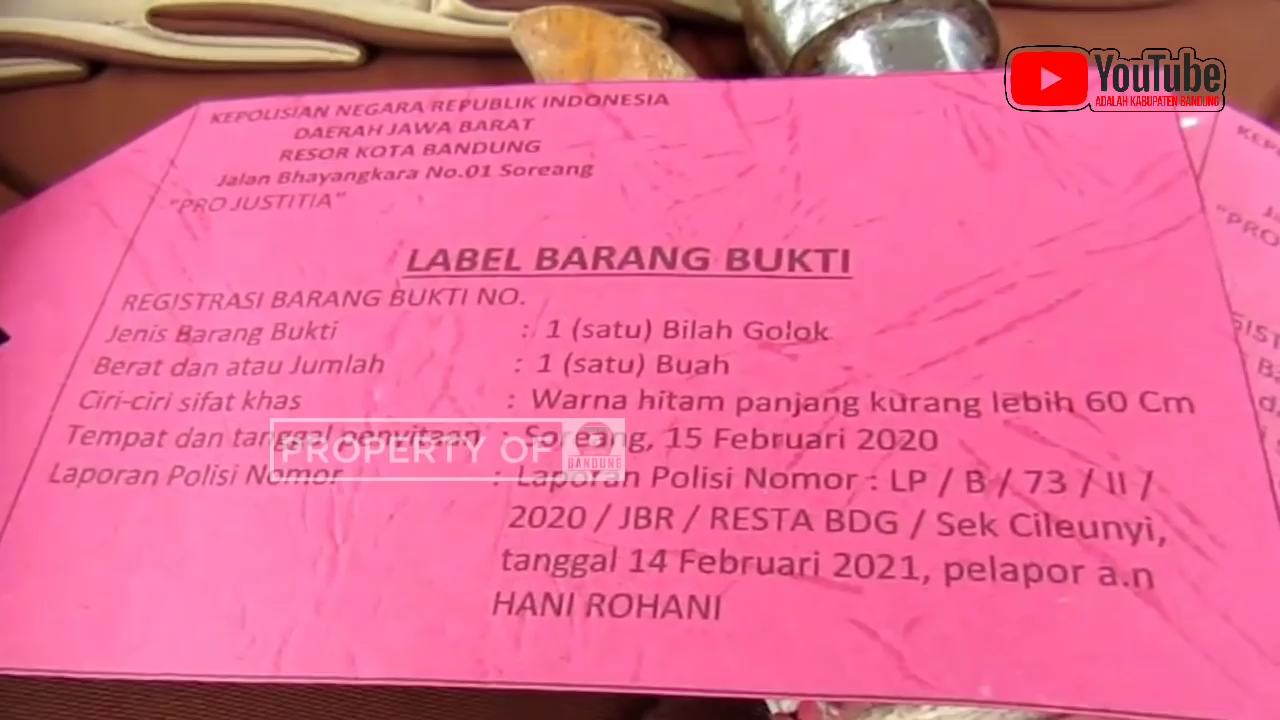 YouTube
ADALAH KABUPATEN BANDUNG
KEPOLISIAN NEGARA REPUBLIK INDONESIA
DAERAH JAWA BARAT
RESOR KOTA BANDUNG
Jalan Bhayangkara No.01 Soreang
"PRO JUSTITIA"
LABEL BARANG BUKTI
REGISTRASI BARANG BUKTI NO.
Jenis Barang Bukti : 1 (satu) Bilah Golok
Berat dan atau Jumlah : 1 (satu) Buah
Ciri-ciri sifat khas : Warna hitam panjang kurang lebih 60 Cm
Tempat dan tanggal penyitaan Soreang, 15 Februari 2020
Laporan Polisi Nomor : Laporan Polisi Nomor : LP / B / 73 / II /
2020 / JBR / RESTA BDG / Sek Cileunyi,
tanggal 14 Februari 2021, pelapor a.n
HANI ROHANI
PROPERTY OF
BANDUNG
"PRO